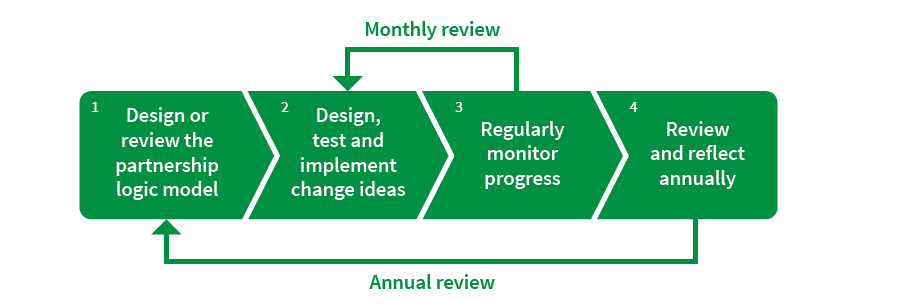 Monthly review
1
Design or
review the
partnership
logic model
2
Design,
test and
implement
change ideas
3
Regularly
monitor
progress
4
Review
and reflect
annually
Annual review